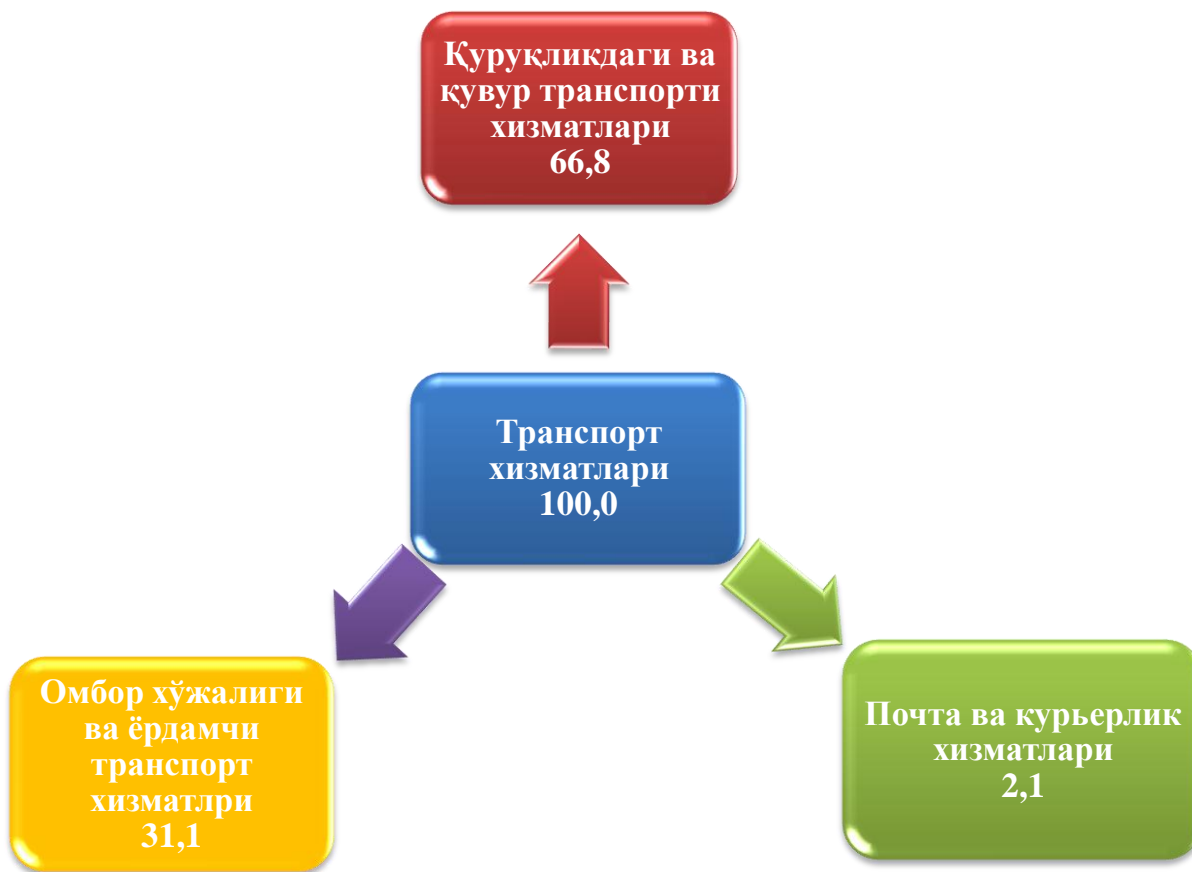 Қуруқликдаги ва
қувур транспорти
хизматлари
66,8
Транспорт
хизматлари
100,0
Омбор хўжалиги
ва ёрдамчи
транспорт
хизматлри
31,1
Почта ва курьерлик
хизматлари
2,1